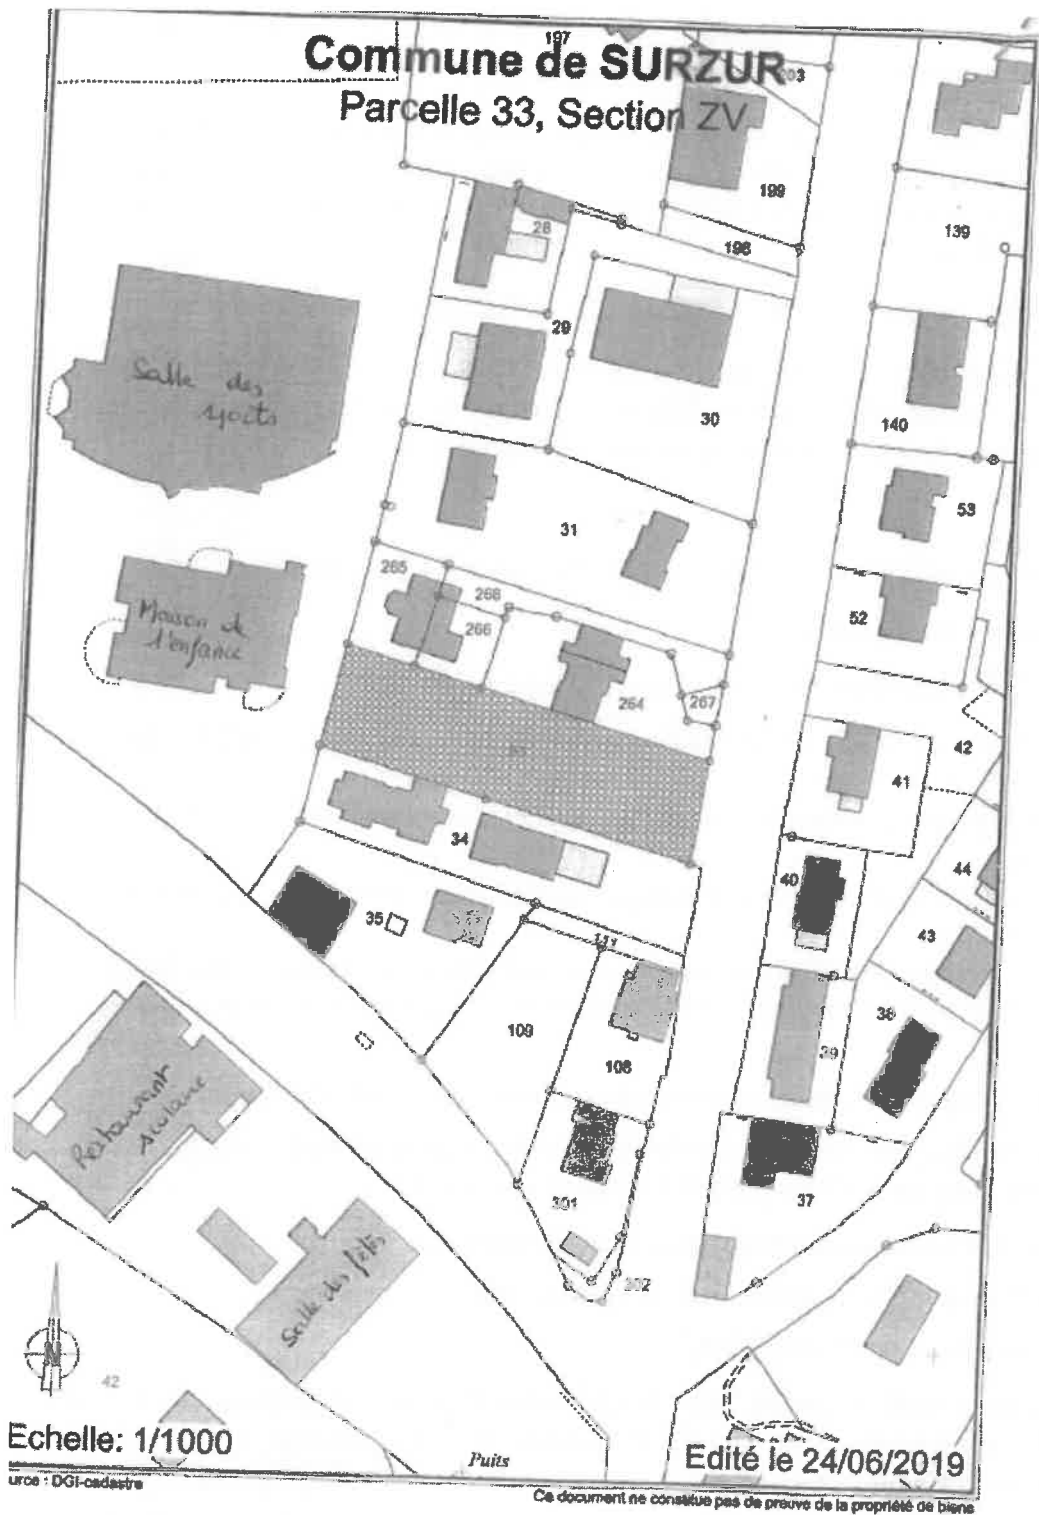 197
Commune de SURZUR
203
Parcelle 33, Section ZV
199
28
198
139
29
Salle des
sports
30
140
31
53
265
268
266
Maison de
l'enfance
52
264
267
33
42
41
34
40
44
35
43
111
38
109
39
108
Restaurant
scolaire
301
37
Salle des fêtes
302
N
42
Echelle: 1/1000
Puits
Edité le 24/06/2019
urce : DGI-cadastre
Ce document ne constitue pas de preuve de la propriété de biens